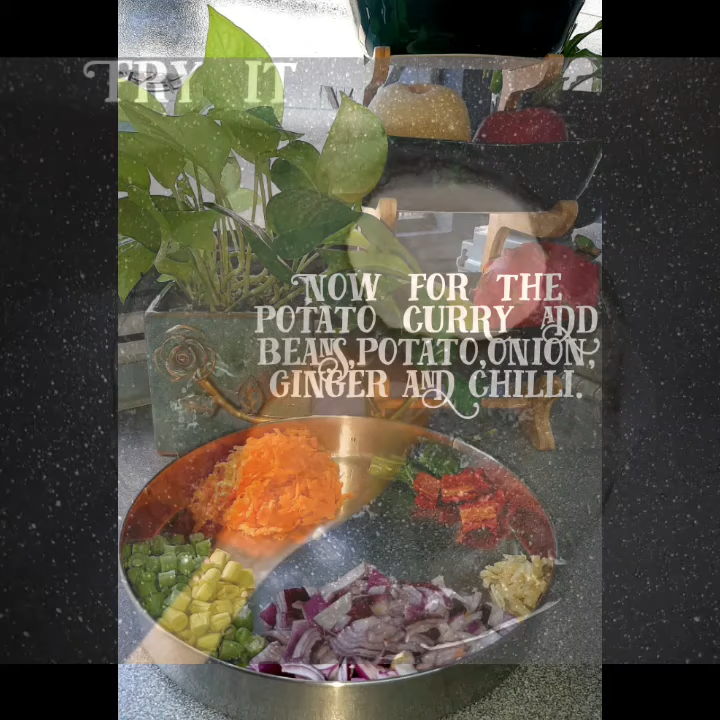 TRY IT
NOW FOR THE
POTATO CURRY ADD
BEANS,POTATO,ONION,
GINGER AND CHILLI.